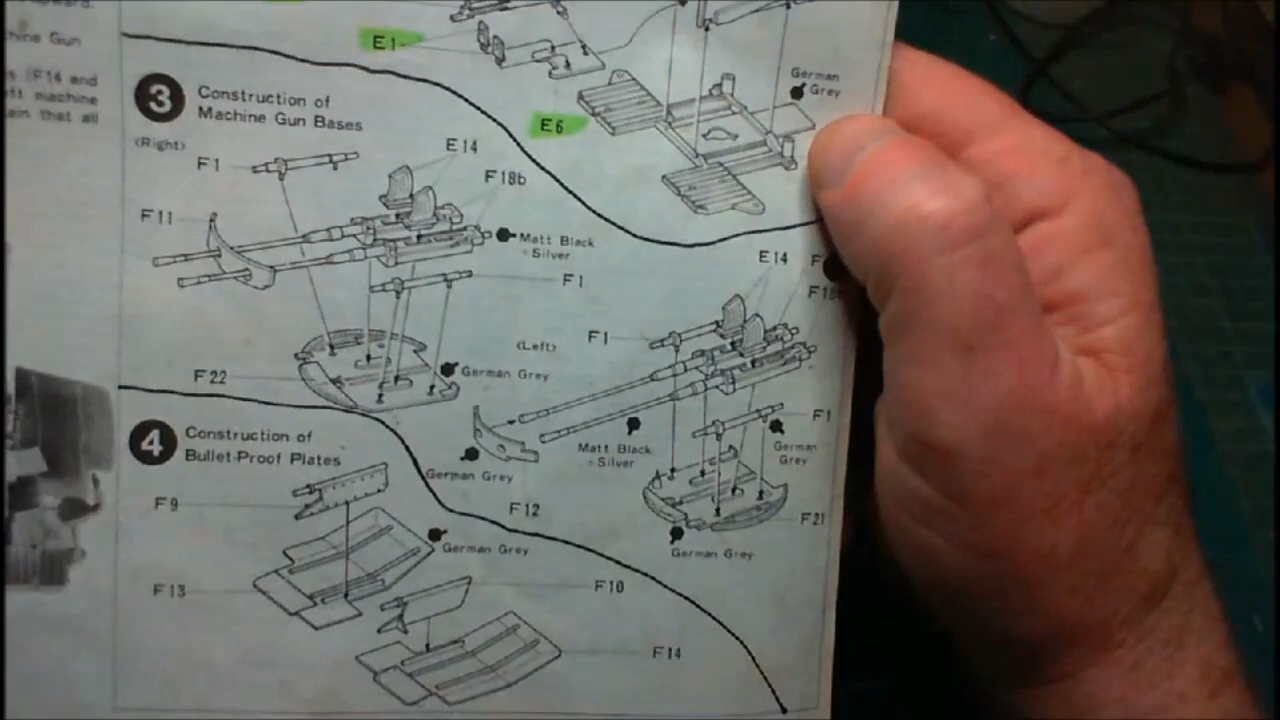 E1
E6
German
Grey
hine Gun
(F14 and
machine
that all
3
Construction of
Machine Gun Bases
<Right>
F1
E14
F18b
F11
Matt Black
+Silver
F1
F22
German Grey
<Left>
E14
F1
F1
German
Grey
Matt Black
+Silver
German Grey
F12
F21
German Grey
4
Construction of
Bullet-Proof Plates
F9
German Grey
F13
F10
F14